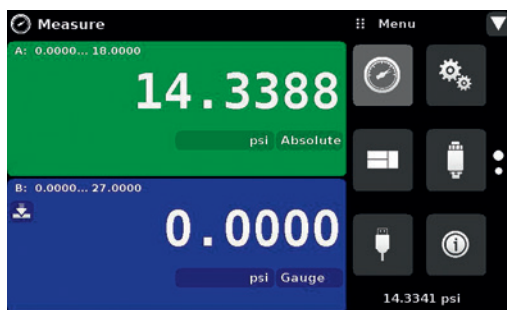 Measure
Menu
A: 0.0000... 18.0000
14.3388
psi Absolute
B: 0.0000... 27.0000
0.0000
psi Gauge
14.3341 psi